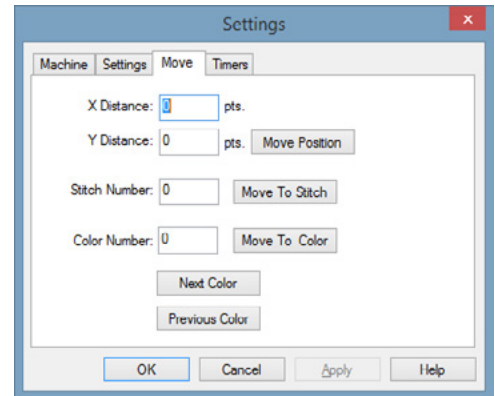 Settings
x
Machine Settings Move Timers
X Distance: 0 pts.
Y Distance: 0 pts. Move Position
Stitch Number: 0 Move To Stitch
Color Number: 0 Move To Color
Next Color
Previous Color
OK Cancel Apply Help